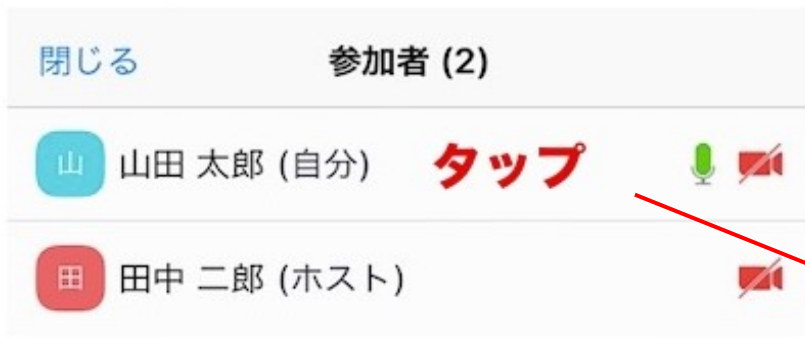 閉じる 参加者 (2)
山 山田 太郎 (自分) タップ
田 田中 二郎 (ホスト)